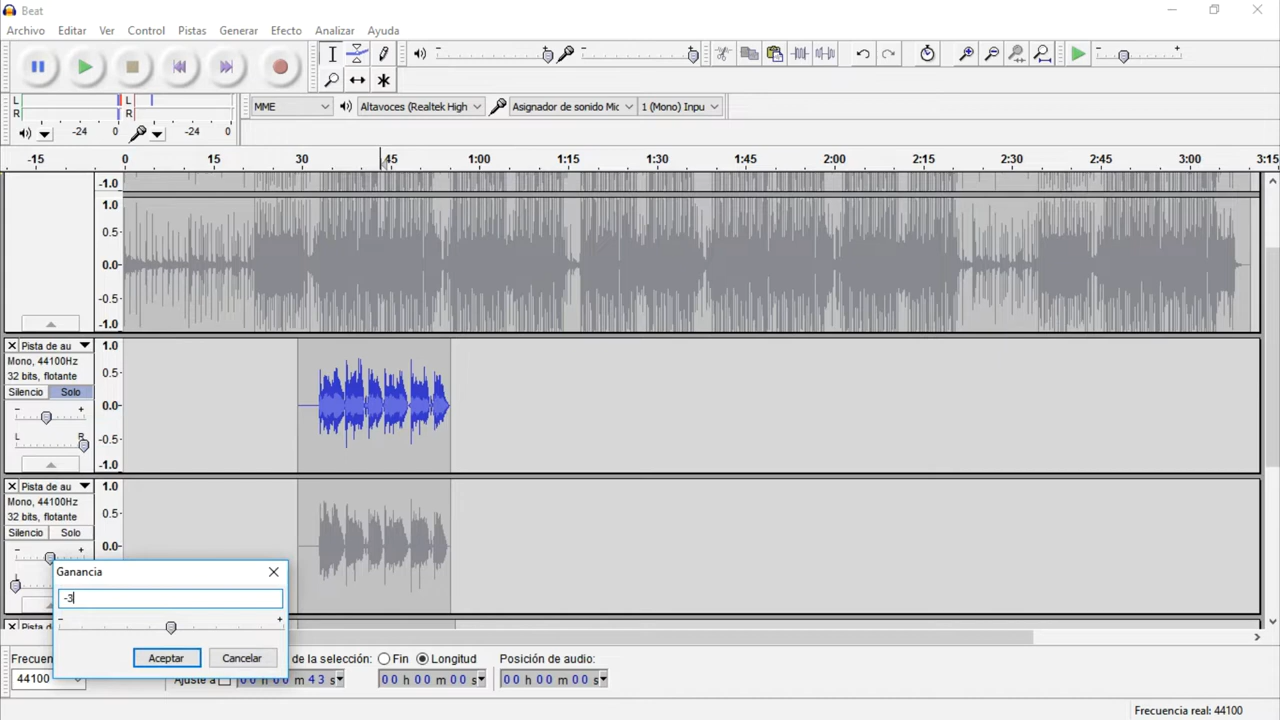 Beat
Archivo Editar Ver Control Pistas Generar Efecto Analizar Ayuda
L L
R R
-24 0 -24 0
MME Altavoces (Realtek High Asignador de sonido Mic 1 (Mono) Inpu
-15 0 15 30 45 1:00 1:15 1:30 1:45 2:00 2:15 2:30 2:45 3:00 3:15
-1.0
1.0
0.5
0.0
-0.5
-1.0
Pista de au
Mono, 44100Hz
32 bits, flotante
Silencio Solo
- +
L R
1.0
0.5
0.0
-0.5
-1.0
Pista de au
Mono, 44100Hz
32 bits, flotante
Silencio Solo
- +
L
1.0
0.5
0.0
Ganancia
-3
- +
Aceptar Cancelar
Pista d
Frecuen
44100
Ajuste a
de la selección: Fin Longitud Posición de audio:
00 h 00 m 43 s 00 h 00 m 00 s 00 h 00 m 00 s
Frecuencia real: 44100